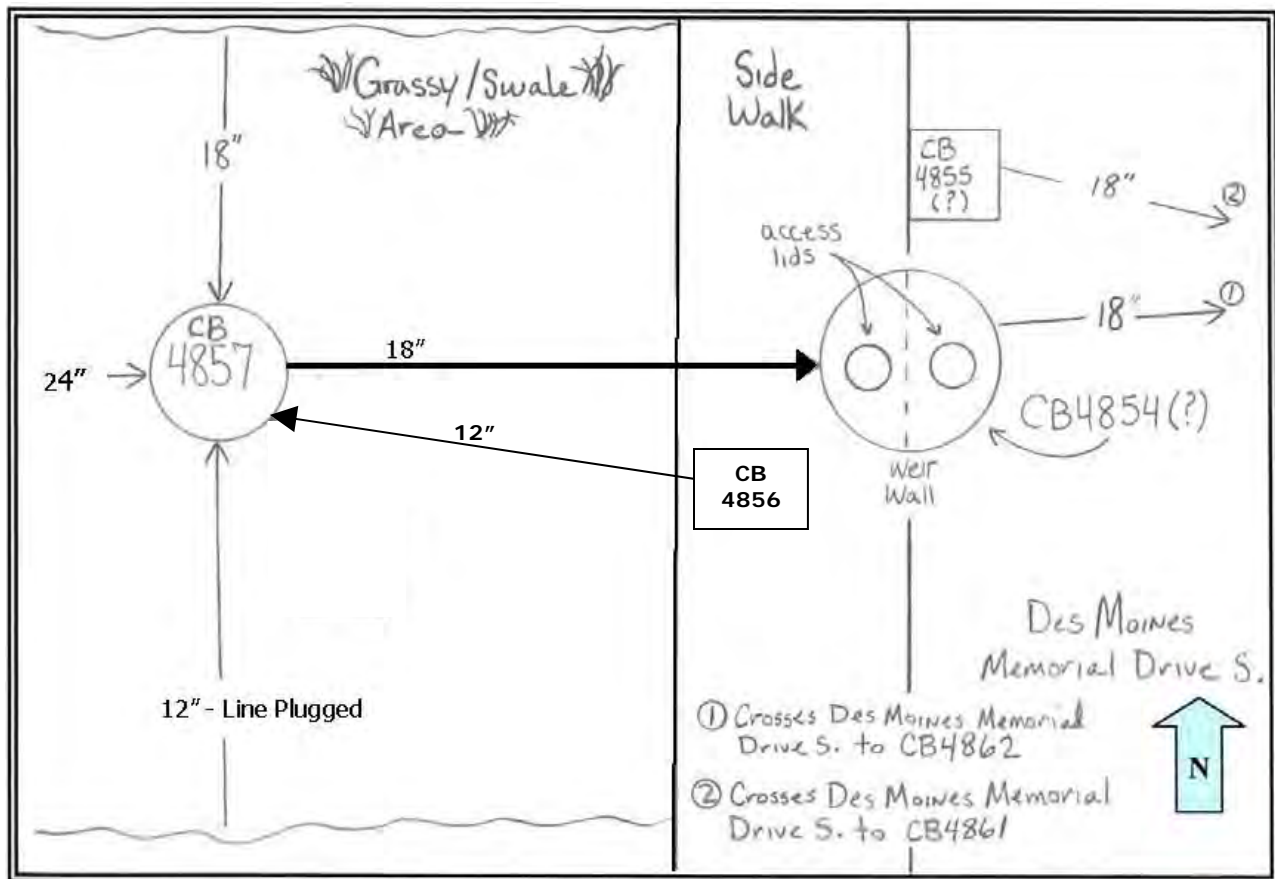 Grassy/Swale
Area
Side
Walk
18"
CB
4855
(?)
18"
②
access
lids
①
18"
CB
4857
18"
24"
CB4854(?)
12"
CB
4856
Weir
Wall
12" - Line Plugged
Des Moines
Memorial Drive S.
① Crosses Des Moines Memorial
Drive S. to CB4862
② Crosses Des Moines Memorial
Drive S. to CB4861
N